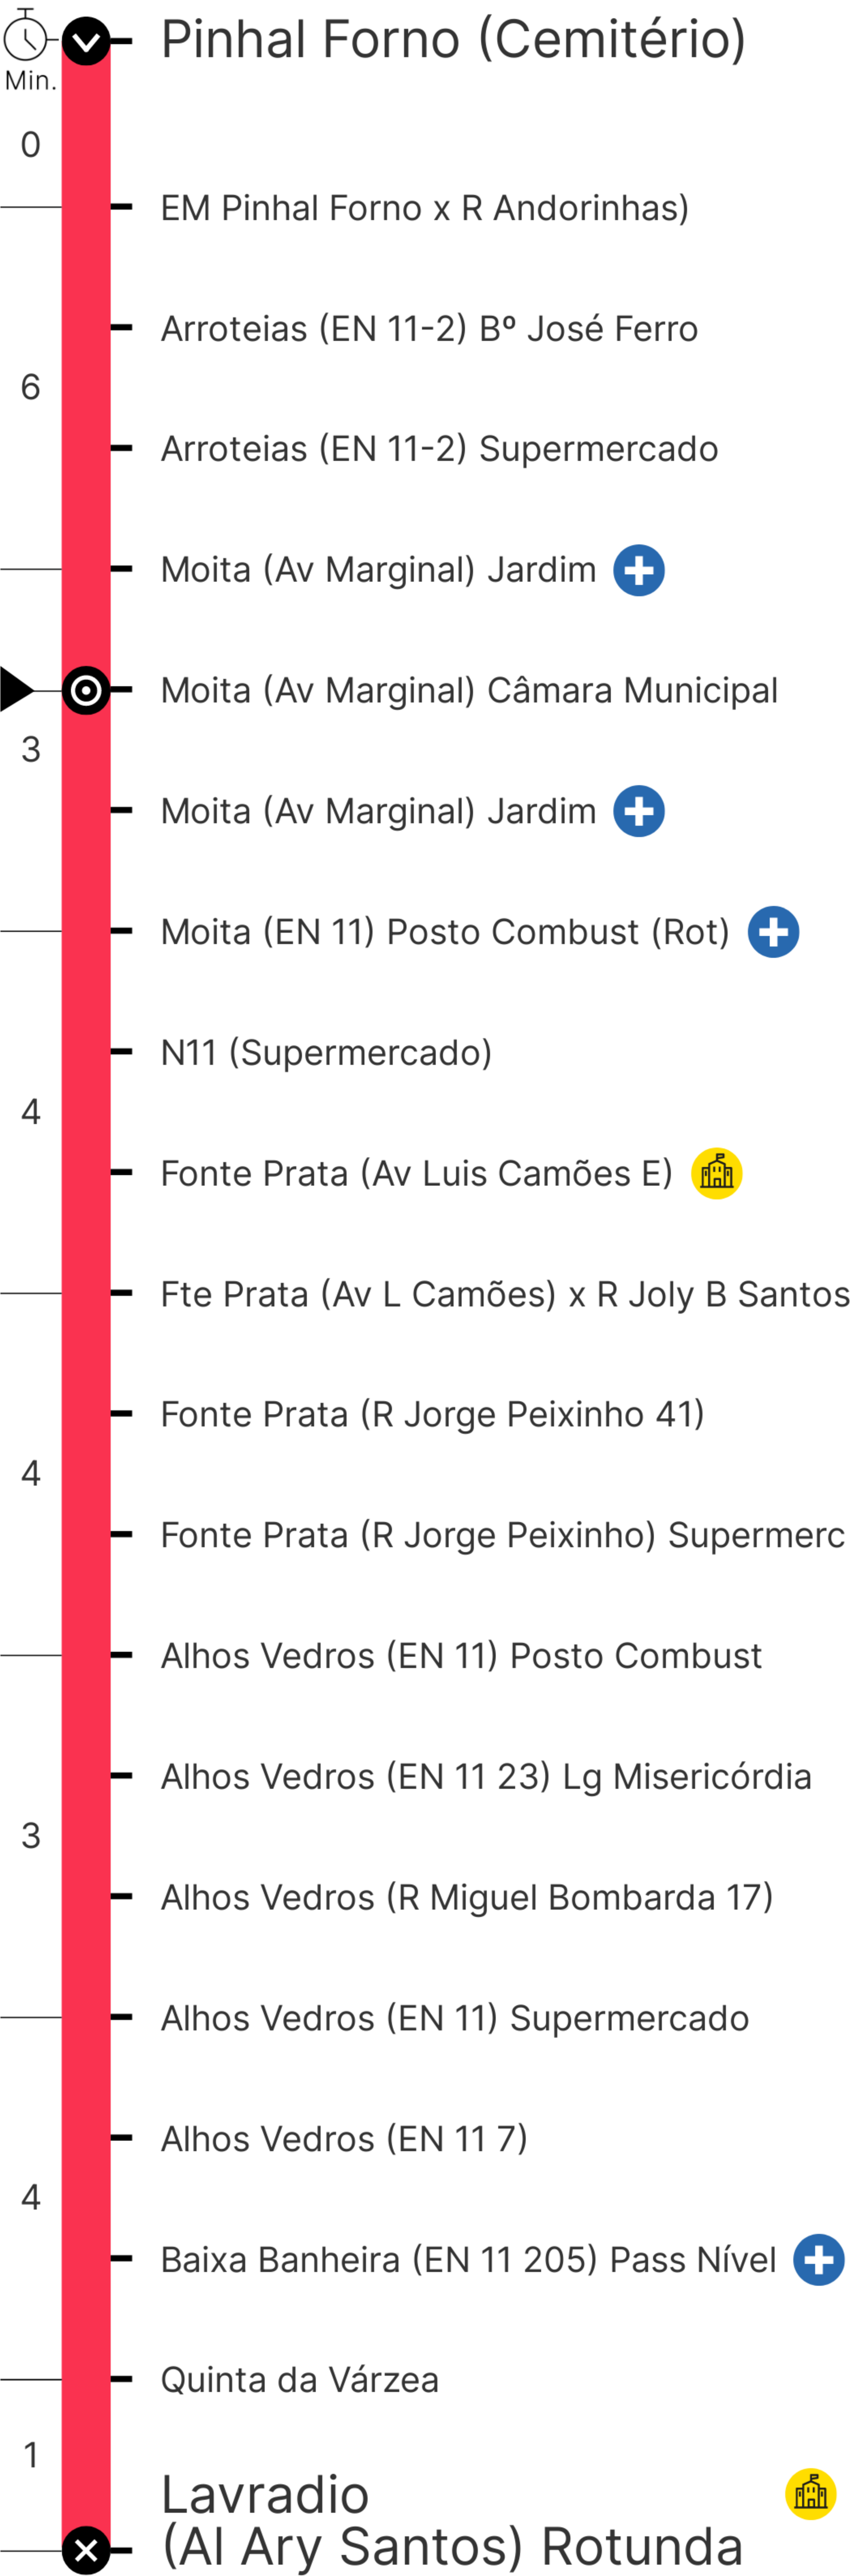 Pinhal Forno (Cemitério)
Min.
0
EM Pinhal Forno x R Andorinhas)
Arroteias (EN 11-2) Bº José Ferro
6
Arroteias (EN 11-2) Supermercado
Moita (Av Marginal) Jardim
Moita (Av Marginal) Câmara Municipal
3
Moita (Av Marginal) Jardim
Moita (EN 11) Posto Combust (Rot)
N11 (Supermercado)
4
Fonte Prata (Av Luis Camões E)
Fte Prata (Av L Camões) x R Joly B Santos
Fonte Prata (R Jorge Peixinho 41)
4
Fonte Prata (R Jorge Peixinho) Supermerc
Alhos Vedros (EN 11) Posto Combust
Alhos Vedros (EN 11 23) Lg Misericórdia
3
Alhos Vedros (R Miguel Bombarda 17)
Alhos Vedros (EN 11) Supermercado
Alhos Vedros (EN 11 7)
4
Baixa Banheira (EN 11 205) Pass Nível
Quinta da Várzea
1
Lavradio
(Al Ary Santos) Rotunda